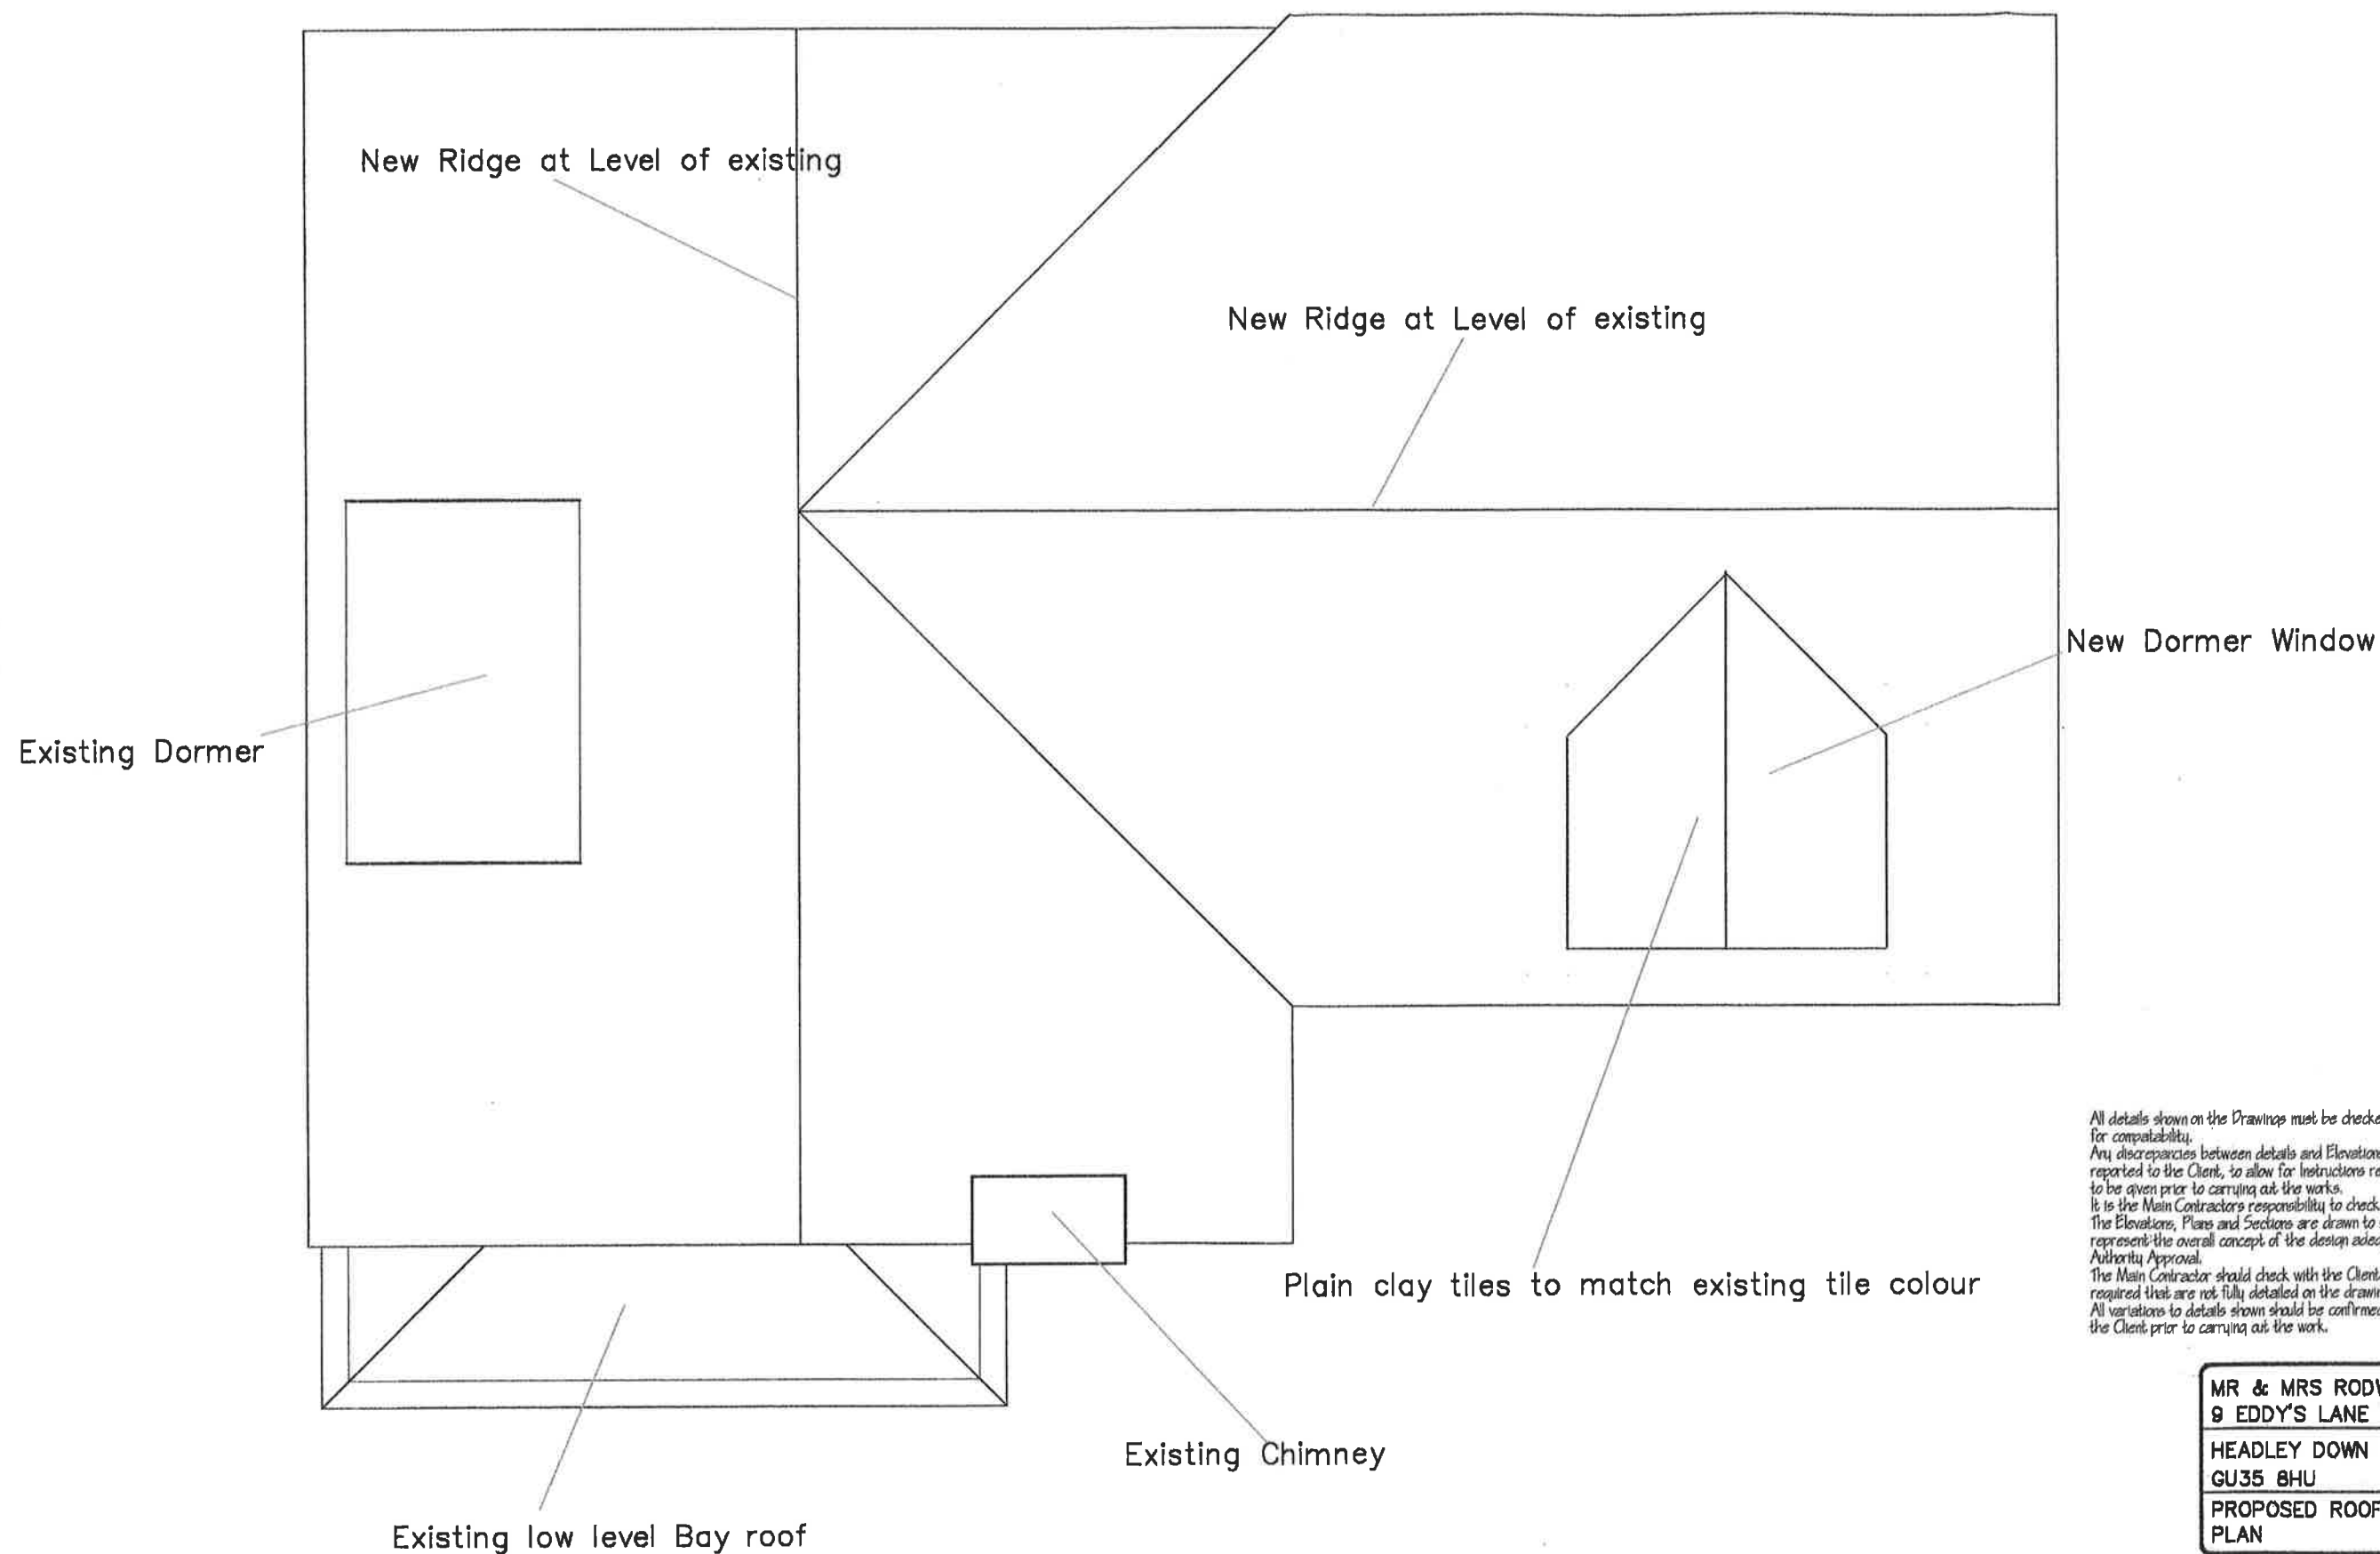 New Ridge at Level of existing
New Ridge at Level of existing
New Dormer Window
Existing Dormer
Plain clay tiles to match existing tile colour
Existing Chimney
Existing low level Bay roof
All details shown on the Drawings must be checke
for compatability.
Any discrepancies between details and Elevation
reported to the Client, to allow for Instructions re
to be given prior to carrying out the works.
It is the Main Contractors responsibility to check
The Elevations, Plans and Sections are drawn to
represent the overall concept of the design adec
Authority Approval.
The Main Contractor should check with the Client
required that are not fully detailed on the drawin
All variations to details shown should be confirmed
the Client prior to carrying out the work.
MR & MRS ROD
9 EDDY'S LANE
HEADLEY DOWN
GU35 8HU
PROPOSED ROOF
PLAN